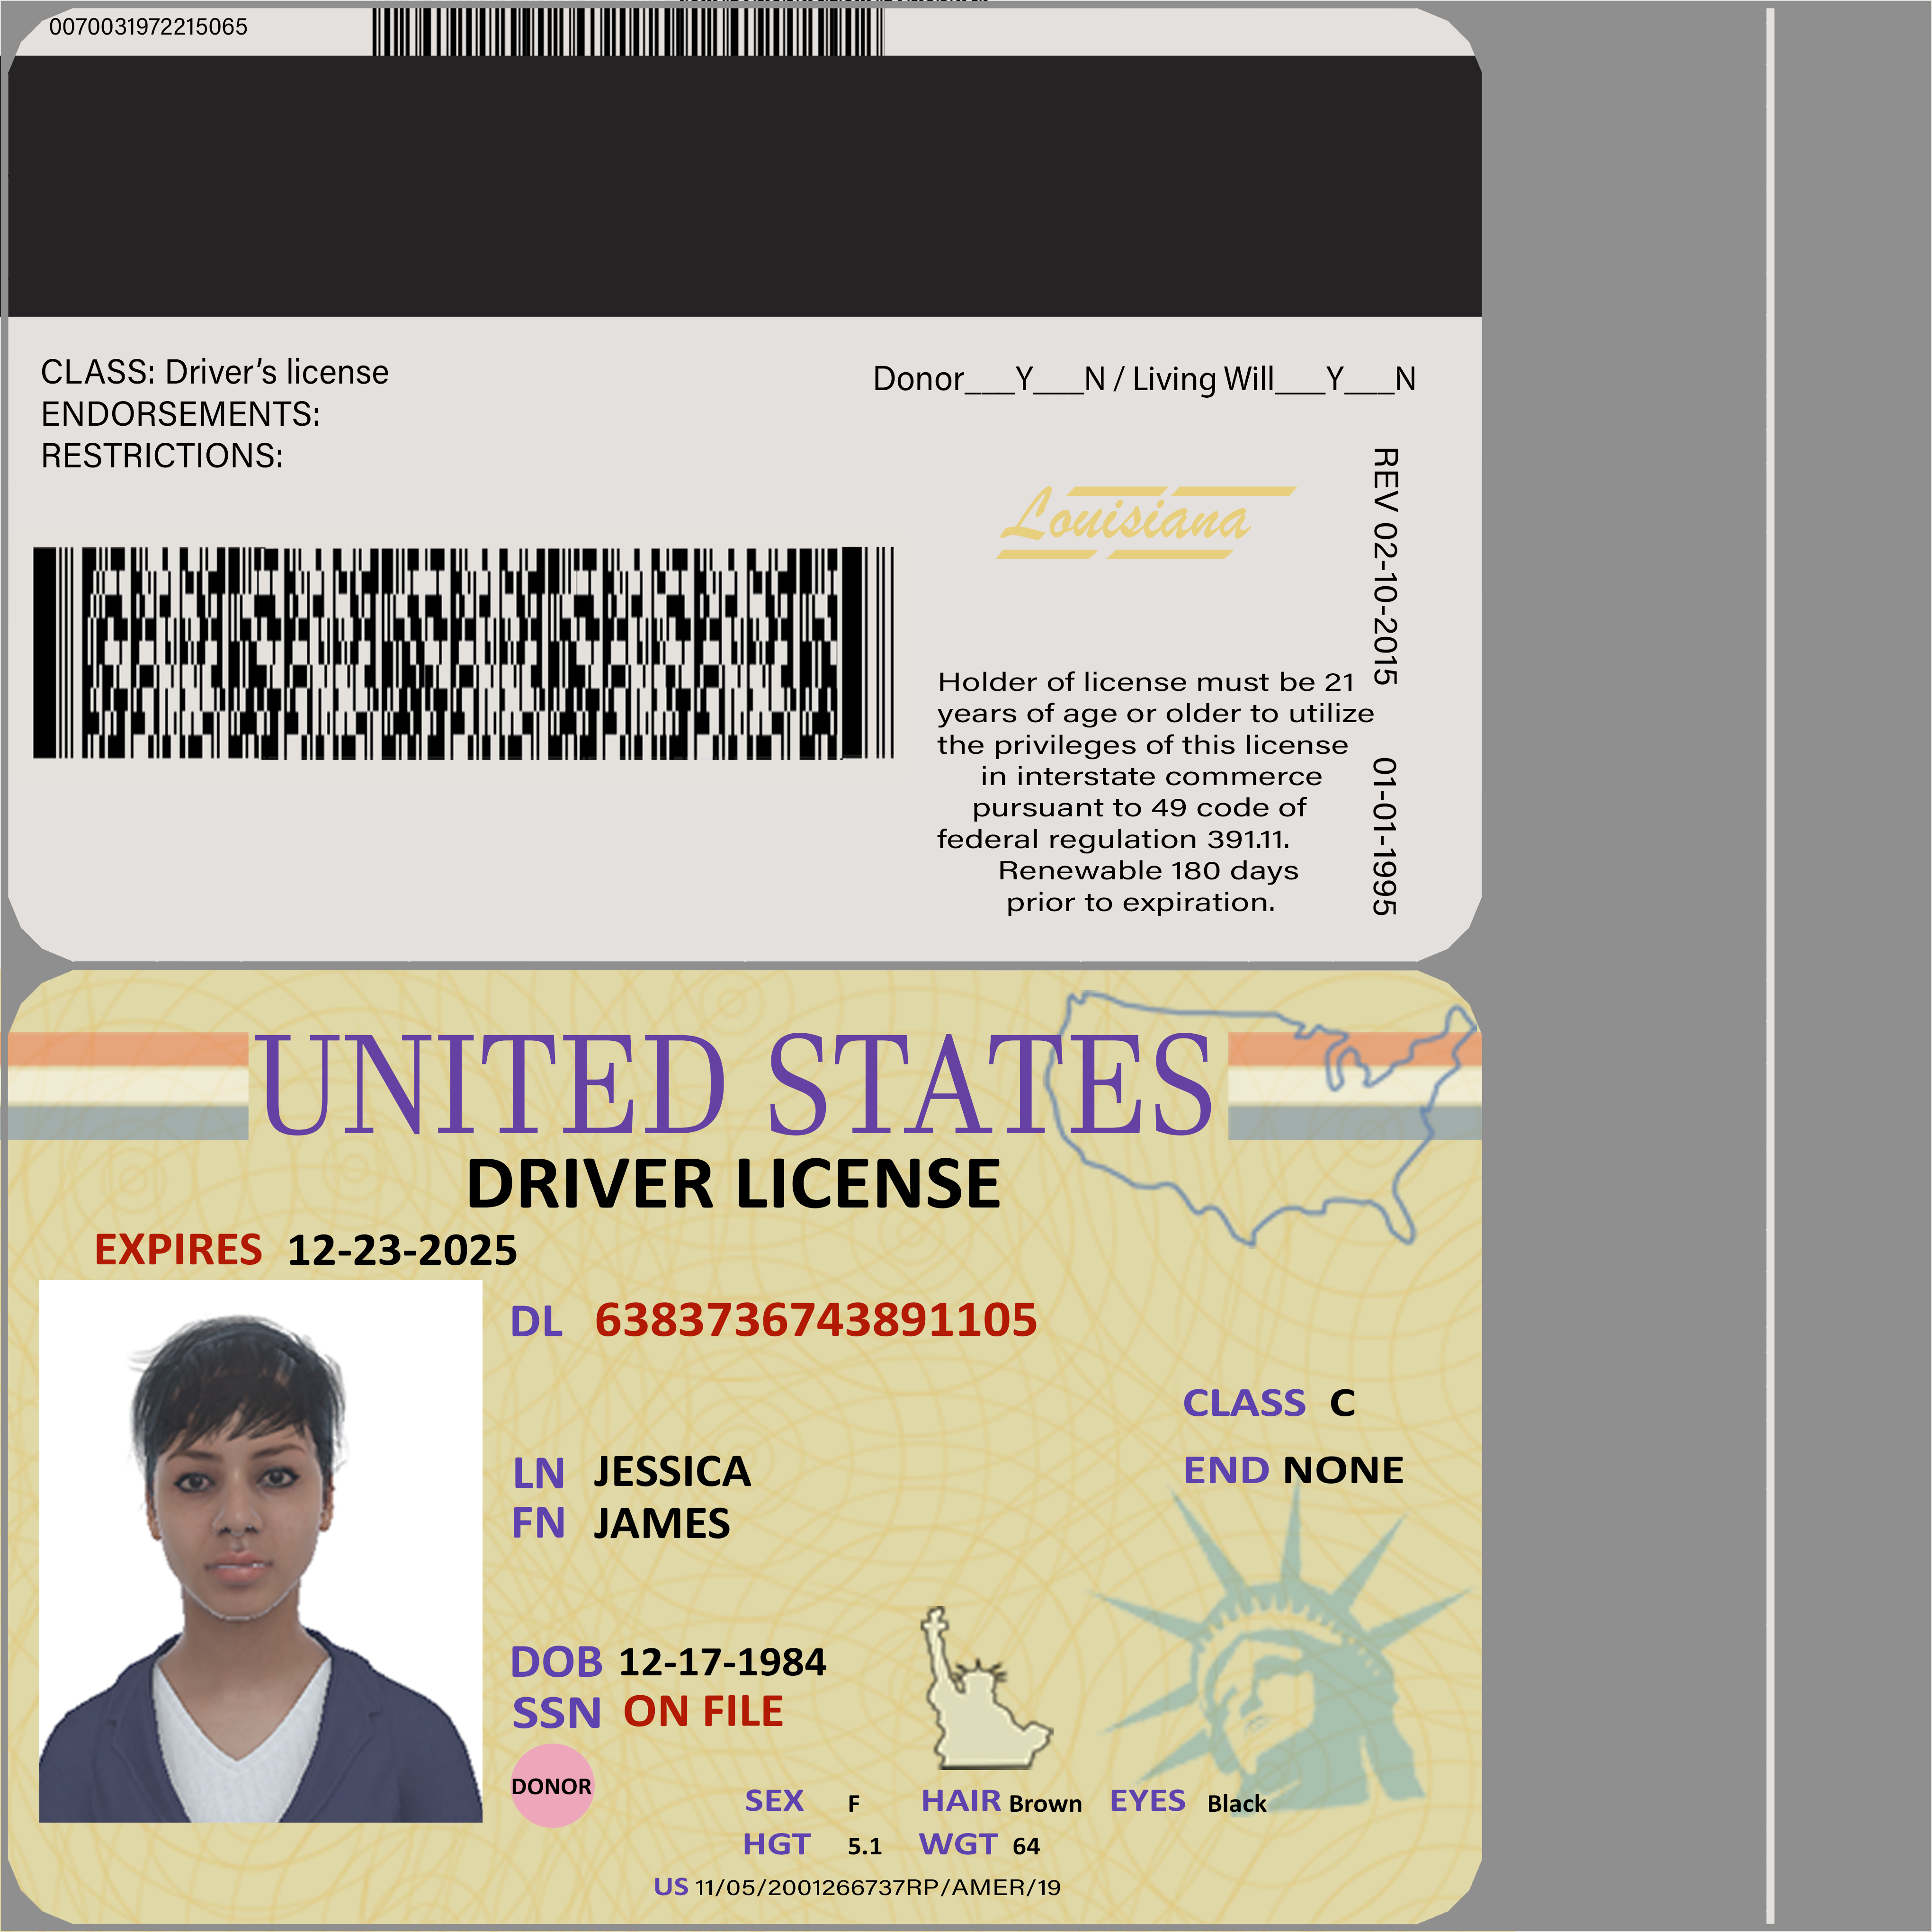 0070031972215065
CLASS: Driver's license
ENDORSEMENTS:
RESTRICTIONS:
Donor___Y___N / Living Will___Y___N
Louisiana
REV 02-10-2015 01-01-1995
Holder of license must be 21
years of age or older to utilize
the privileges of this license
in interstate commerce
pursuant to 49 code of
federal regulation 391.11.
Renewable 180 days
prior to expiration.
UNITED STATES
DRIVER LICENSE
EXPIRES 12-23-2025
DL 6383736743891105
CLASS C
END NONE
LN JESSICA
FN JAMES
DOB 12-17-1984
SSN ON FILE
DONOR
SEX F HAIR Brown EYES Black
HGT 5.1 WGT 64
US 11/05/2001266737RP/AMER/19